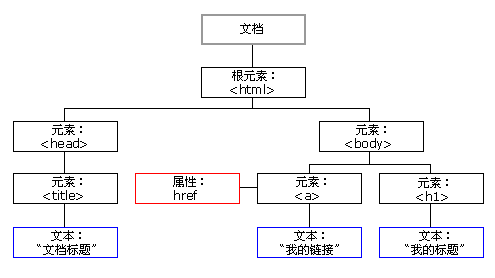 文档
根元素：
<html>
元素：
<head>
元素：
<body>
元素：
<title>
属性：
href
元素：
<a>
元素：
<h1>
文本：
“文档标题”
文本：
“我的链接”
文本：
“我的标题”